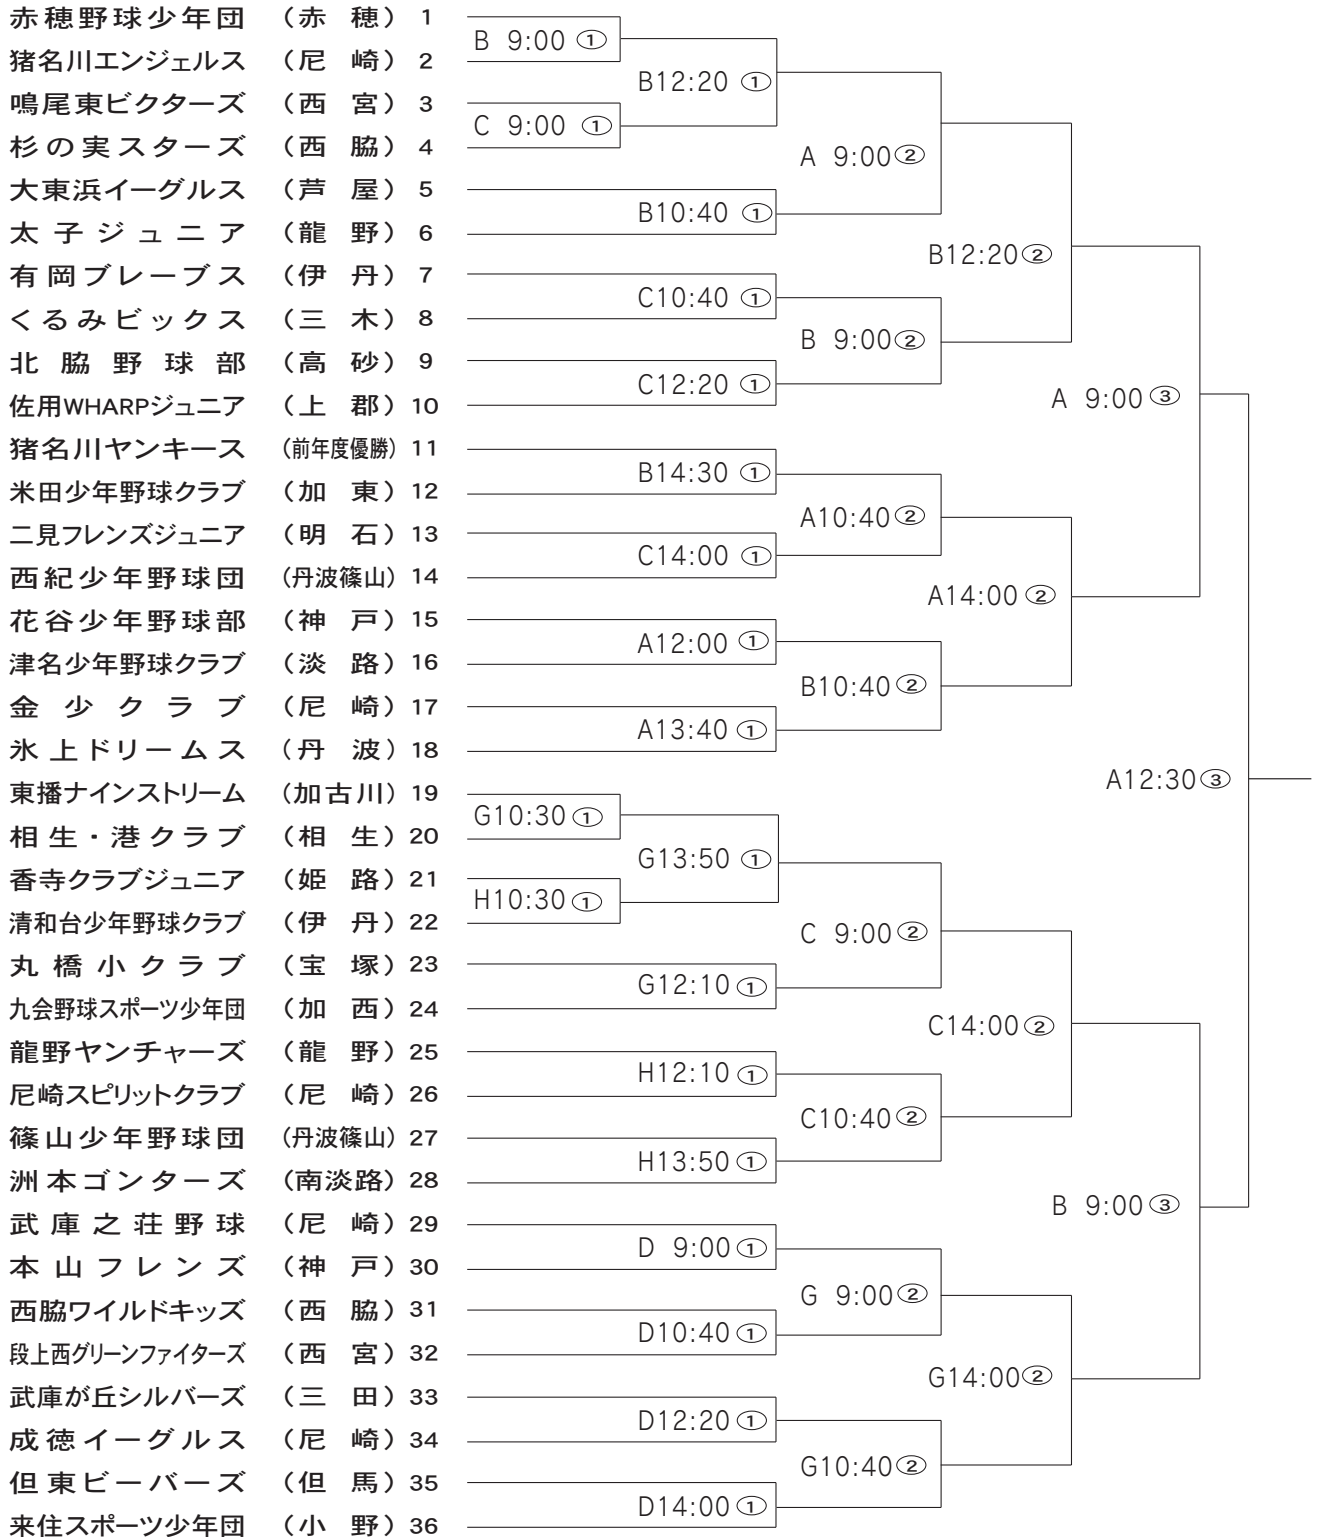 赤穂野球少年団 （赤 穂） 1
B 9:00 ①
猪名川エンジェルス （尼 崎） 2
B12:20 ①
鳴尾東ビクターズ （西 宮） 3
C 9:00 ①
杉の実スターズ （西 脇） 4
A 9:00②
大東浜イーグルス （芦 屋） 5
B10:40 ①
太子ジュニア （龍 野） 6
B12:20②
有岡ブレーブス （伊 丹） 7
C10:40 ①
くるみビックス （三 木） 8
B 9:00②
北脇野球部 （高 砂） 9
C12:20 ①
A 9:00③
佐用WHARPジュニア （上 郡） 10
猪名川ヤンキース （前年度優勝） 11
B14:30 ①
米田少年野球クラブ （加 東） 12
A10:40②
二見フレンズジュニア （明 石） 13
C14:00 ①
西紀少年野球団 （丹波篠山） 14
A14:00②
花谷少年野球部 （神 戸） 15
A12:00 ①
津名少年野球クラブ （淡 路） 16
B10:40②
金少クラブ （尼 崎） 17
A13:40①
氷上ドリームス （丹 波） 18
A12:30③
東播ナインストリーム （加古川） 19
G10:30①
相生・港クラブ （相 生） 20
G13:50 ①
香寺クラブジュニア （姫 路） 21
H10:30①
清和台少年野球クラブ （伊 丹） 22
C 9:00②
丸橋小クラブ （宝 塚） 23
G12:10①
九会野球スポーツ少年団 （加 西） 24
C14:00②
龍野ヤンチャーズ （龍 野） 25
H12:10①
尼崎スピリットクラブ （尼 崎） 26
C10:40②
篠山少年野球団 （丹波篠山） 27
H13:50①
洲本ゴンターズ （南淡路） 28
B 9:00③
武庫之荘野球 （尼 崎） 29
D 9:00①
本山フレンズ （神 戸） 30
G 9:00②
西脇ワイルドキッズ （西 脇） 31
D10:40①
段上西グリーンファイターズ （西 宮） 32
G14:00②
武庫が丘シルバーズ （三 田） 33
D12:20①
成徳イーグルス （尼 崎） 34
G10:40②
但東ビーバーズ （但 馬） 35
D14:00①
来住スポーツ少年団 （小 野） 36